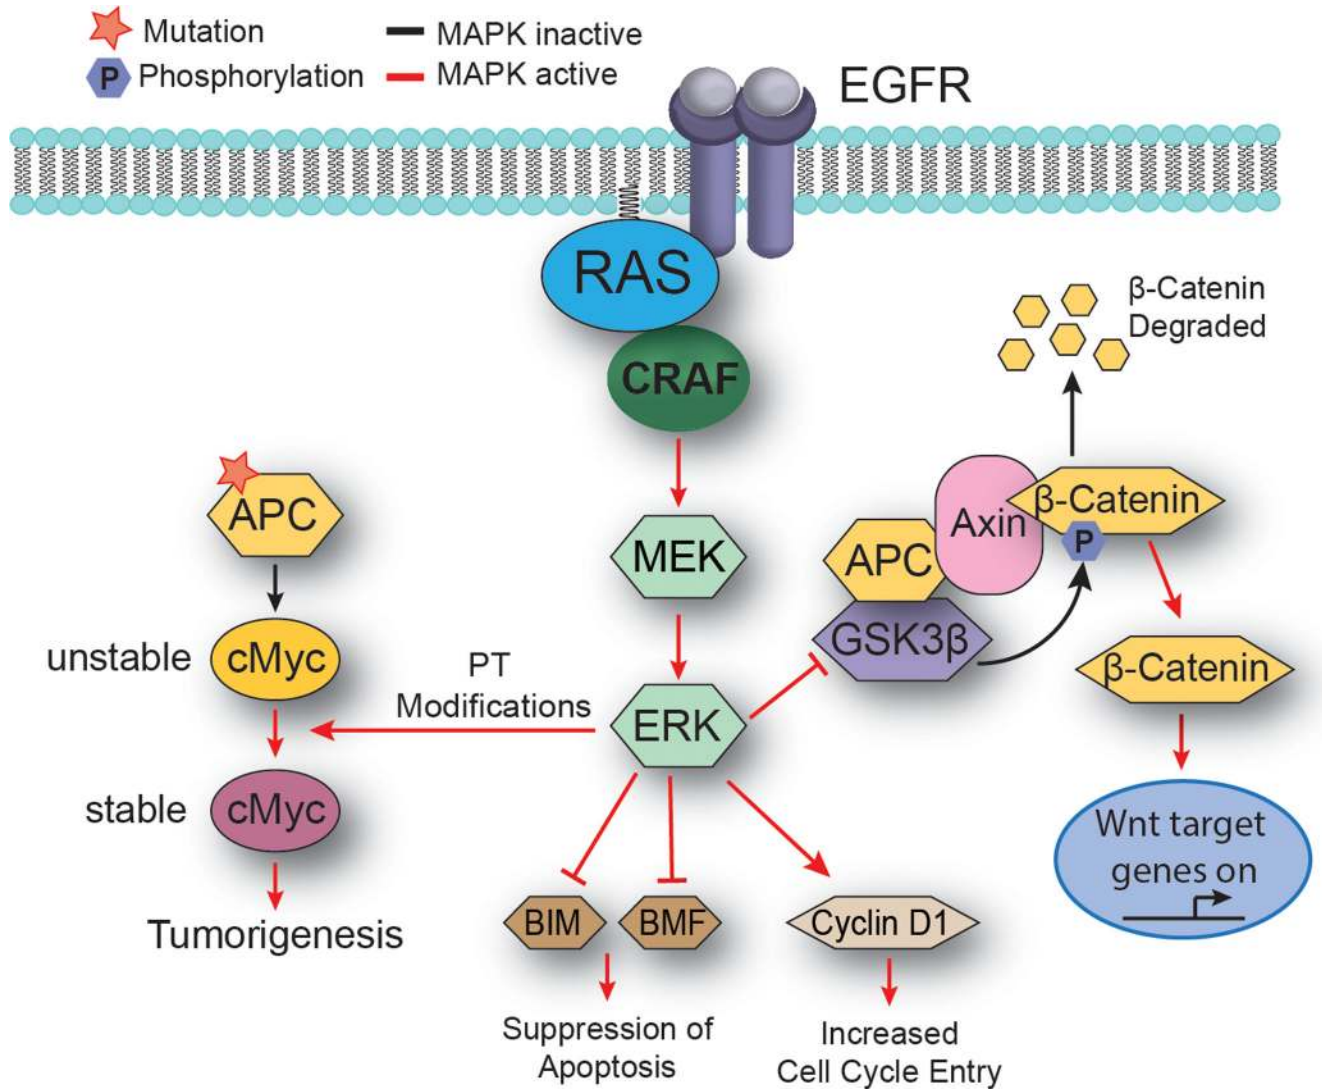 Mutation
MAPK inactive
P
Phosphorylation
MAPK active
EGFR
RAS
CRAF
β-Catenin
Degraded
APC
MEK
APC
Axin
β-Catenin
P
unstable
cMyc
PT
Modifications
ERK
GSK3β
β-Catenin
stable
cMyc
Wnt target
genes on
Tumorigenesis
BIM
BMF
Cyclin D1
Suppression of
Apoptosis
Increased
Cell Cycle Entry